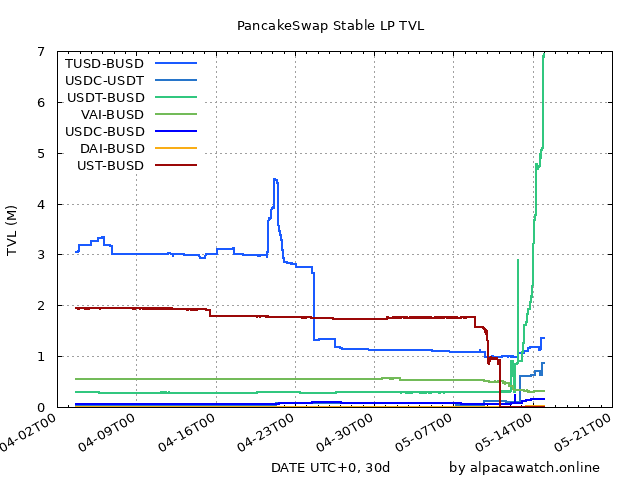 PancakeSwap Stable LP TVL
7
6
5
4
3
2
1
0
TVL (M)
TUSD-BUSD
USDC-USDT
USDT-BUSD
VAI-BUSD
USDC-BUSD
DAI-BUSD
UST-BUSD
04-02T00
04-09T00
04-16T00
04-23T00
04-30T00
05-07T00
05-14T00
05-21T00
DATE UTC+0, 30d
by alpacawatch.online